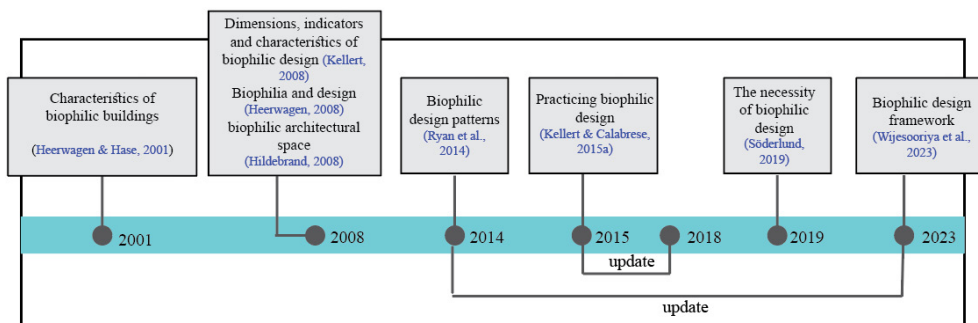 Characteristics of
biophilic buildings
(Heerwagen & Hase, 2001)
Dimensions, indicators
and characteristics of
biophilic design (Kellert,
2008)
Biophilia and design
(Heerwagen, 2008)
biophilic architectural
space
(Hildebrand, 2008)
Biophilic
design patterns
(Ryan et al.,
2014)
Practicing biophilic
design
(Kellert & Calabrese,
2015a)
The necessity
of biophilic
design
(Söderlund,
2019)
Biophilic design
framework
(Wijesooriya et al.,
2023)
2001
2008
2014
2015
2018
2019
2023
update
update